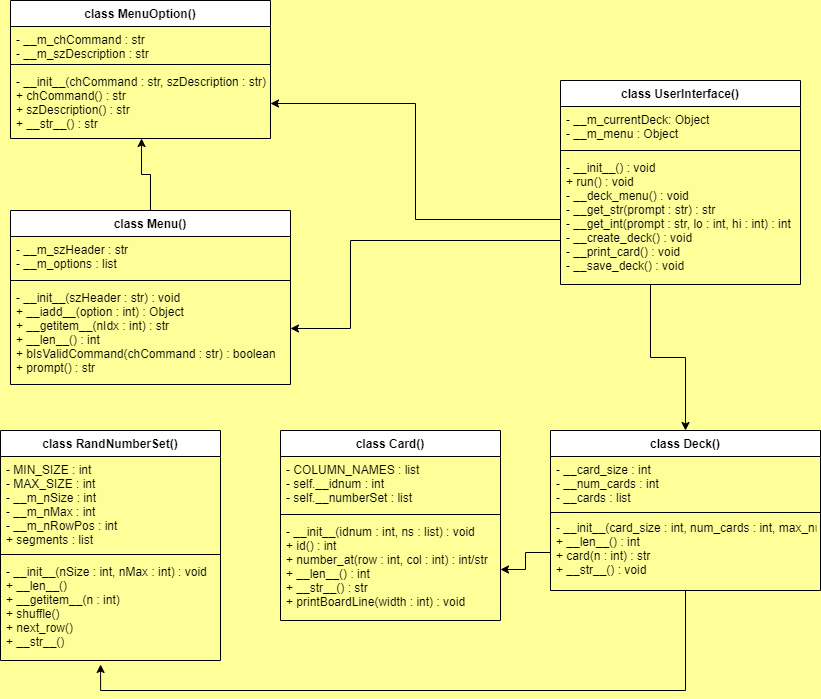 class MenuOption()
- __m_chCommand : str
- __m_szDescription : str
- __init__(chCommand : str, szDescription : str)
+ chCommand() : str
+ szDescription() : str
+ __str__() : str
class UserInterface()
- __m_currentDeck: Object
- __m_menu : Object
- __init__() : void
+ run() : void
- __deck_menu() : void
- __get_str(prompt : str) : str
- __get_int(prompt : str, lo : int, hi : int) : int
- __create_deck() : void
- __print_card() : void
- __save_deck() : void
class Menu()
- __m_szHeader : str
- __m_options : list
- __init__(szHeader : str) : void
+ __iadd__(option : int) : Object
+ __getitem__(nIdx : int) : str
+ __len__() : int
+ bIsValidCommand(chCommand : str) : boolean
+ prompt() : str
class RandNumberSet()
- MIN_SIZE : int
- MAX_SIZE : int
- __m_nSize : int
- __m_nMax : int
- __m_nRowPos : int
+ segments : list
- __init__(nSize : int, nMax : int) : void
+ __len__()
+ __getitem__(n : int)
+ shuffle()
+ next_row()
+ __str__()
class Card()
- COLUMN_NAMES : list
- self.__idnum : int
- self.__numberSet : list
- __init__(idnum : int, ns : list) : void
+ id() : int
+ number_at(row : int, col : int) : int/str
+ __len__() : int
+ __str__() : str
+ printBoardLine(width : int) : void
class Deck()
- __card_size : int
- __num_cards : int
- __cards : list
- __init__(card_size : int, num_cards : int,
+ __len__() : int
+ card(n : int) : str
+ __str__() : void